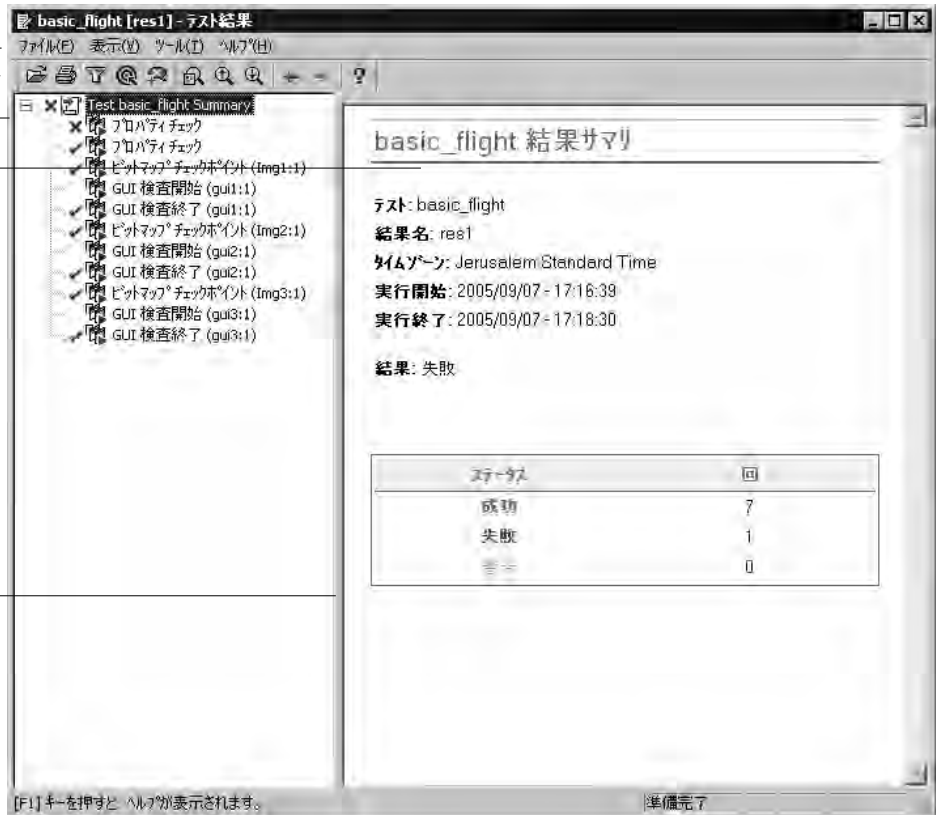 basic_flight [res1] - テスト結果
ファイル(F) 表示(V) ツール(T) ヘルプ(H)
Test basic_flight Summary
プロパティ チェック
プロパティ チェック
ビットマップ チェックポイント (Img1:1)
GUI 検査開始 (gui1:1)
GUI 検査終了 (gui1:1)
ビットマップ チェックポイント (Img2:1)
GUI 検査開始 (gui2:1)
GUI 検査終了 (gui2:1)
ビットマップ チェックポイント (Img3:1)
GUI 検査開始 (gui3:1)
GUI 検査終了 (gui3:1)
basic_flight 結果サマリ
テスト: basic_flight
結果名: res1
タイムゾーン: Jerusalem Standard Time
実行開始: 2005/09/07 - 17:16:39
実行終了: 2005/09/07 - 17:18:30
結果: 失敗
ステータス 回
成功 7
失敗 1
0
[F1] キーを押すと ヘルプが表示されます。 準備完了